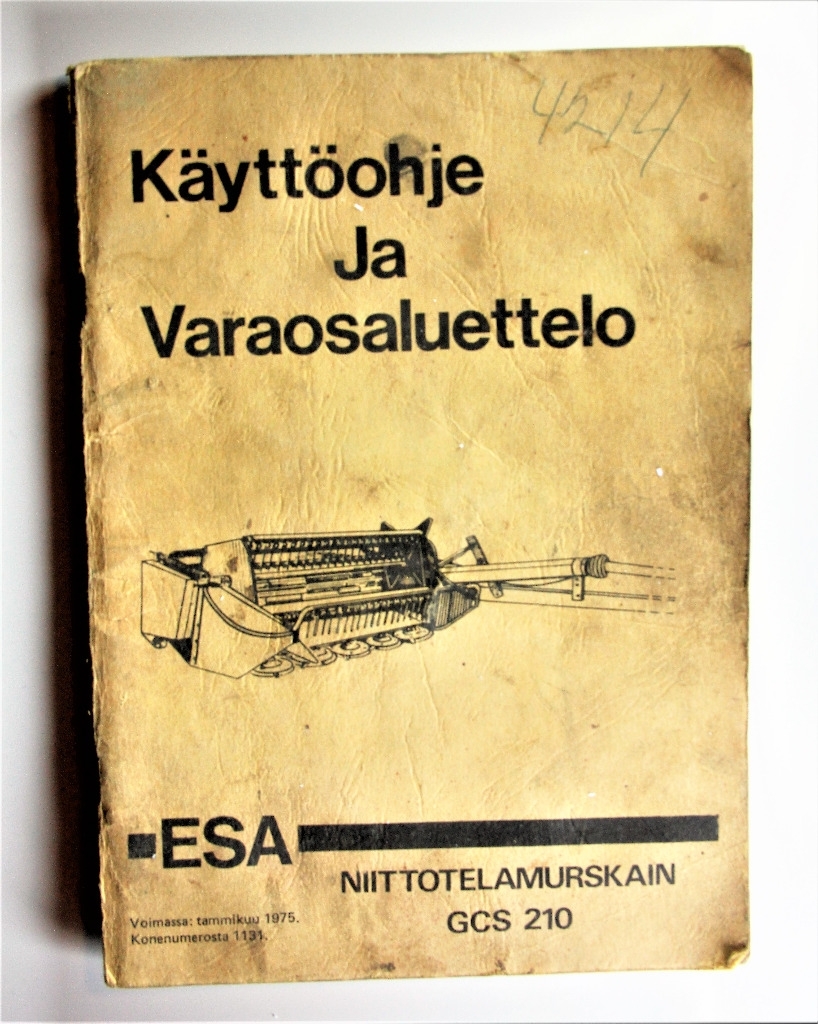 4214
Käyttöohje
Ja
Varaosaluettelo
ESA
NIITTOTELAMURSKAIN
GCS 210
Voimassa: tammikuu 1975.
Konenumerosta 1131.